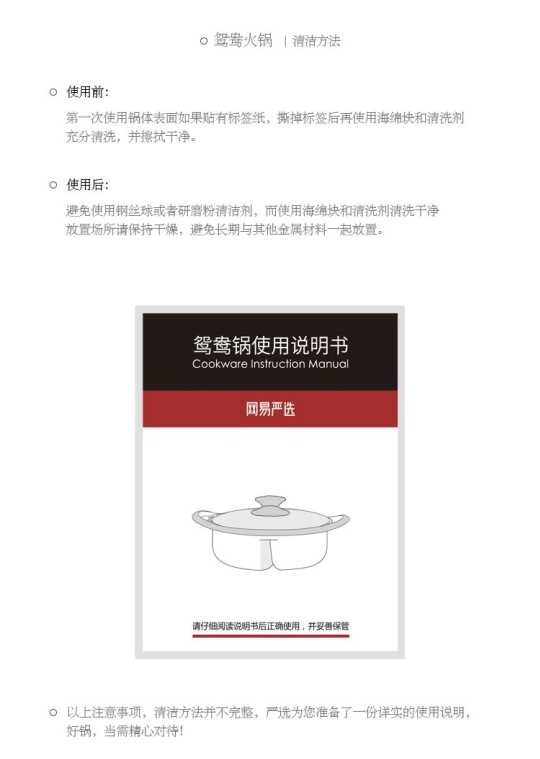 鸳鸯火锅 | 清洁方法
使用前：
第一次使用锅体表面如果贴有标签纸，撕掉标签后再使用海绵块和清洗剂
充分清洗，并擦拭干净。
使用后：
避免使用钢丝球或者研磨粉清洁剂，而使用海绵块和清洗剂清洗干净
放置场所请保持干燥，避免长期与其他金属材料一起放置。
鸳鸯锅使用说明书
Cookware Instruction Manual
网易严选
请仔细阅读说明书后正确使用，并妥善保管
以上注意事项，清洁方法并不完整，严选为您准备了一份详实的使用说明，
好锅，当需精心对待！